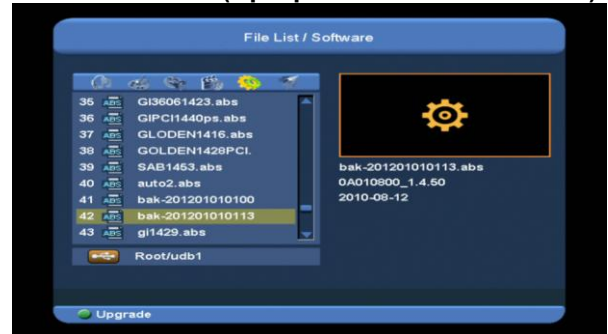 File List / Software
35 ABS GI36061423.abs
36 ABS GIPCI1440ps.abs
37 ABS GLODEN1416.abs
38 ABS GOLDEN1428PCI.
39 ABS SAB1453.abs
40 ABS auto2.abs
41 ABS bak-201201010100
42 ABS bak-201201010113
43 ABS gi1429.abs
Root/udb1
bak-201201010113.abs
0A010800_1.4.50
2010-08-12
Upgrade